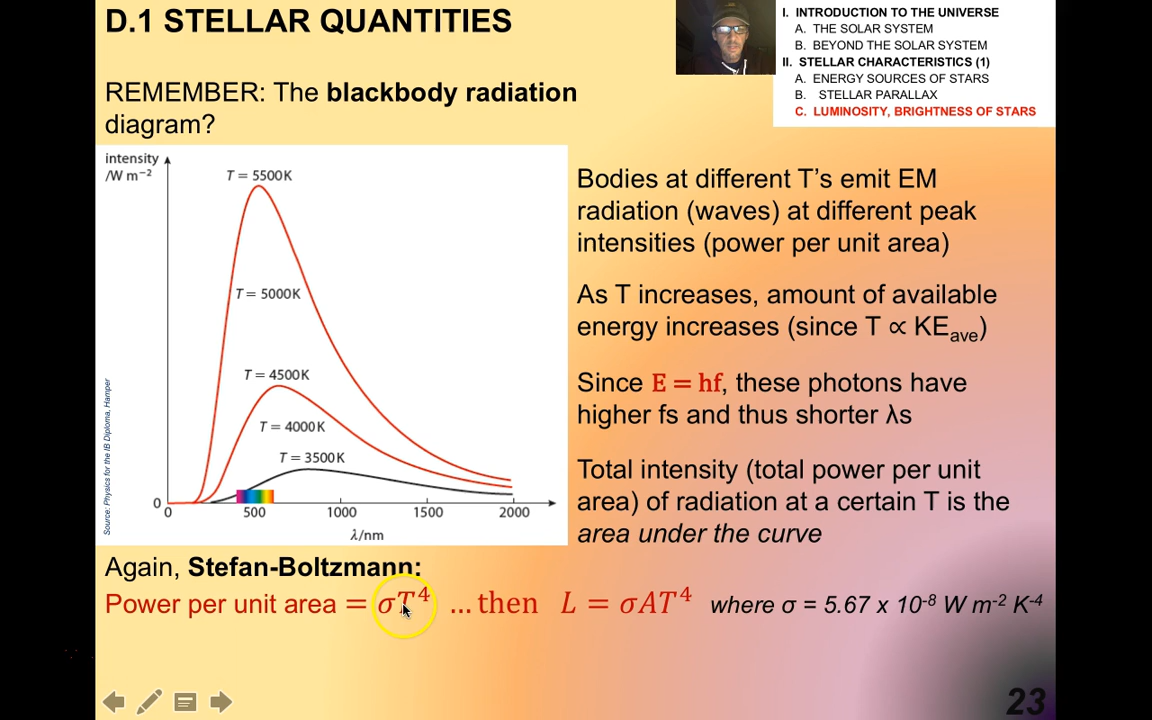 D.1 STELLAR QUANTITIES
I. INTRODUCTION TO THE UNIVERSE
A. THE SOLAR SYSTEM
B. BEYOND THE SOLAR SYSTEM
II. STELLAR CHARACTERISTICS (1)
A. ENERGY SOURCES OF STARS
B. STELLAR PARALLAX
C. LUMINOSITY, BRIGHTNESS OF STARS
REMEMBER: The blackbody radiation
diagram?
intensity
/W m⁻²
T = 5500K
T = 5000K
T = 4500K
T = 4000K
T = 3500K
0
0 500 1000 1500 2000
λ/nm
Source: Physics for the IB Diploma, Hamper
Bodies at different T’s emit EM
radiation (waves) at different peak
intensities (power per unit area)
As T increases, amount of available
energy increases (since T ∝ KEₐᵥₑ)
Since E = hf, these photons have
higher fs and thus shorter λs
Total intensity (total power per unit
area) of radiation at a certain T is the
area under the curve
Again, Stefan-Boltzmann:
Power per unit area = σT⁴ ...then L = σAT⁴ where σ = 5.67 x 10⁻⁸ W m⁻² K⁻⁴
23